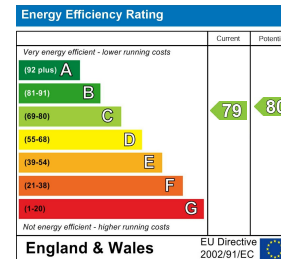 Energy Efficiency Rating
Current Potenti
Very energy efficient - lower running costs
(92 plus) A
(81-91) B
(69-80) C
79 80
(55-68) D
(39-54) E
(21-38) F
(1-20) G
Not energy efficient - higher running costs
England & Wales
EU Directive
2002/91/EC